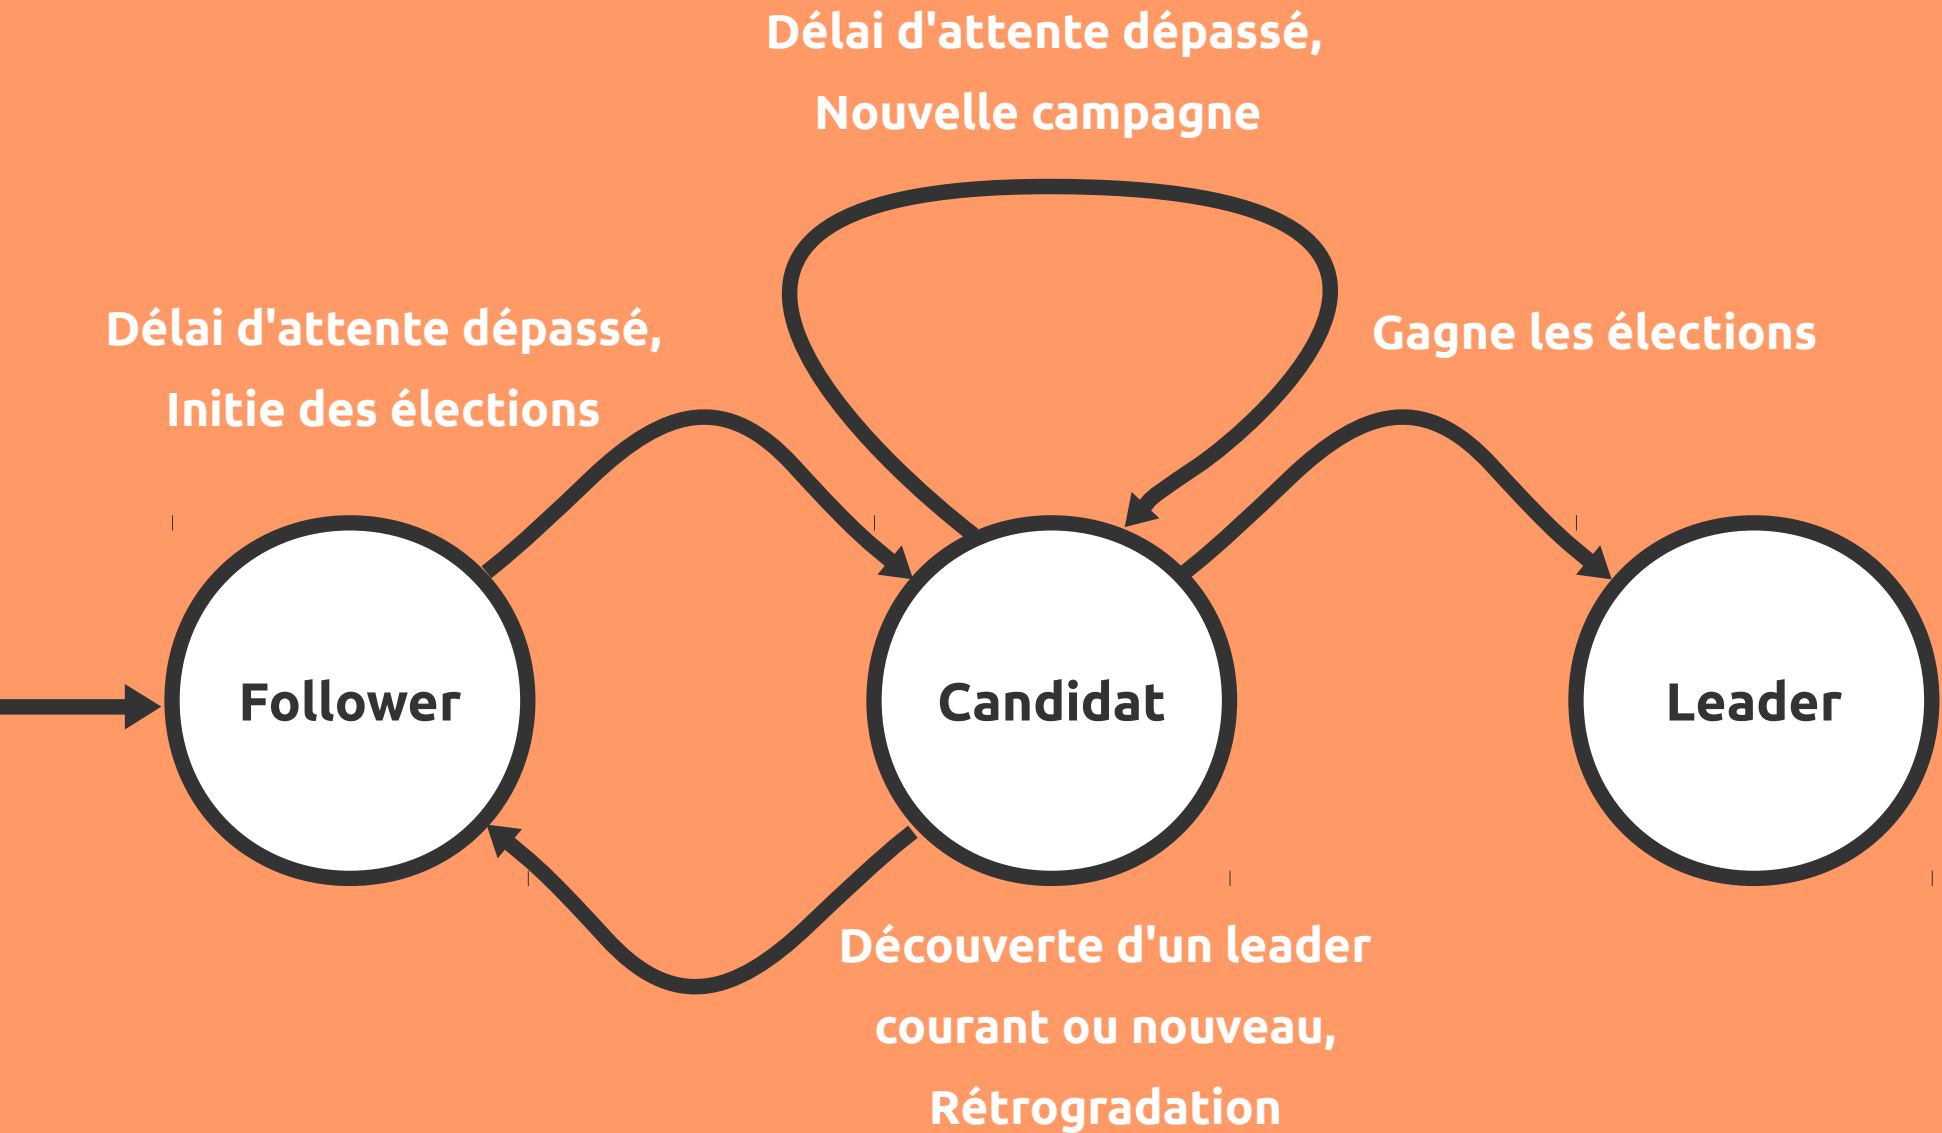 Délai d'attente dépassé,
Nouvelle campagne
Délai d'attente dépassé,
Initie des élections
Gagne les élections
Follower
Candidat
Leader
Découverte d'un leader
courant ou nouveau,
Rétrogradation